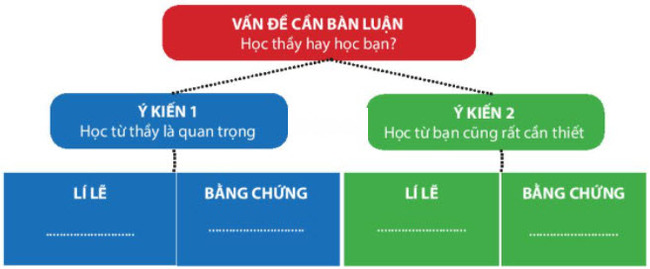 VẤN ĐỀ CẦN BÀN LUẬN
Học thầy hay học bạn?
Ý KIẾN 1
Học từ thầy là quan trọng
Ý KIẾN 2
Học từ bạn cũng rất cần thiết
LÍ LẼ
........................
BẰNG CHỨNG
........................
LÍ LẼ
........................
BẰNG CHỨNG
........................